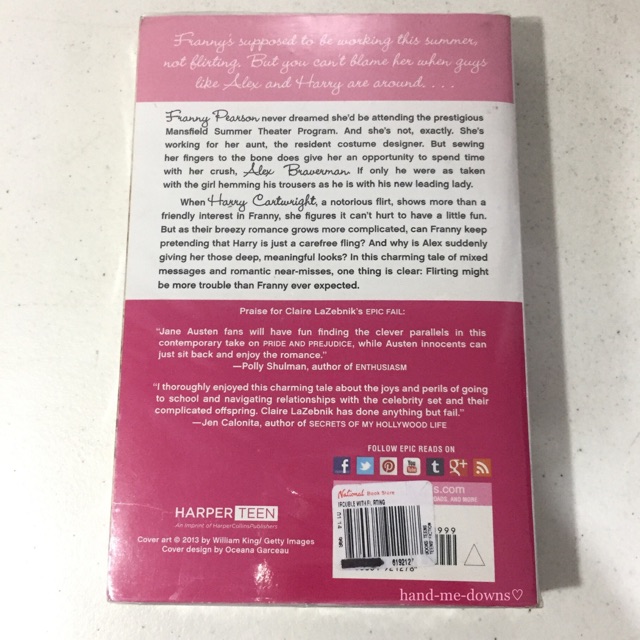 Franny's supposed to be working this summer,
not flirting. But you can't blame her when guys
like Alex and Harry are around. . . .
Franny Pearson never dreamed she'd be attending the prestigious
Mansfield Summer Theater Program. And she's not, exactly. She's
working for her aunt, the resident costume designer. But sewing
her fingers to the bone does give her an opportunity to spend time
with her crush, Alex Braverman. If only he were as taken
with the girl hemming his trousers as he is with his new leading lady.
When Harry Cartwright, a notorious flirt, shows more than a
friendly interest in Franny, she figures it can't hurt to have a little fun.
But as their breezy romance grows more complicated, can Franny keep
pretending that Harry is just a carefree fling? And why is Alex suddenly
giving her those deep, meaningful looks? In this charming tale of mixed
messages and romantic near-misses, one thing is clear: Flirting might
be more trouble than Franny ever expected.
Praise for Claire LaZebnik's EPIC FAIL:
"Jane Austen fans will have fun finding the clever parallels in this
contemporary take on PRIDE AND PREJUDICE, while Austen innocents can
just sit back and enjoy the romance."
—Polly Shulman, author of ENTHUSIASM
"I thoroughly enjoyed this charming tale about the joys and perils of going
to school and navigating relationships with the celebrity set and their
complicated offspring. Claire LaZebnik has done anything but fail."
—Jen Calonita, author of SECRETS OF MY HOLLYWOOD LIFE
FOLLOW EPIC READS ON
f t p You Tube t g+
s.com
AND MORE
National Book Store
TROUBLE WITH FLIRTING
999
HARPER TEEN
An Imprint of HarperCollinsPublishers
Cover art © 2013 by William King/ Getty Images
Cover design by Oceana Garceau
hand-me-downs♡